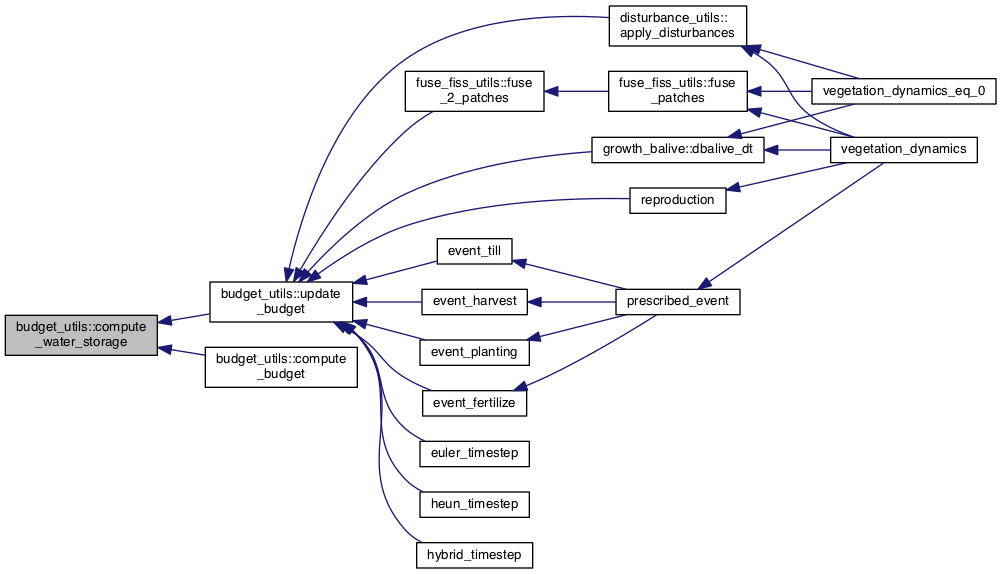 disturbance_utils::
apply_disturbances
fuse_fiss_utils::fuse
_2_patches
fuse_fiss_utils::fuse
_patches
vegetation_dynamics_eq_0
growth_balive::dbalive_dt
vegetation_dynamics
reproduction
event_till
budget_utils::update
_budget
event_harvest
prescribed_event
budget_utils::compute
_water_storage
event_planting
budget_utils::compute
_budget
event_fertilize
euler_timestep
heun_timestep
hybrid_timestep